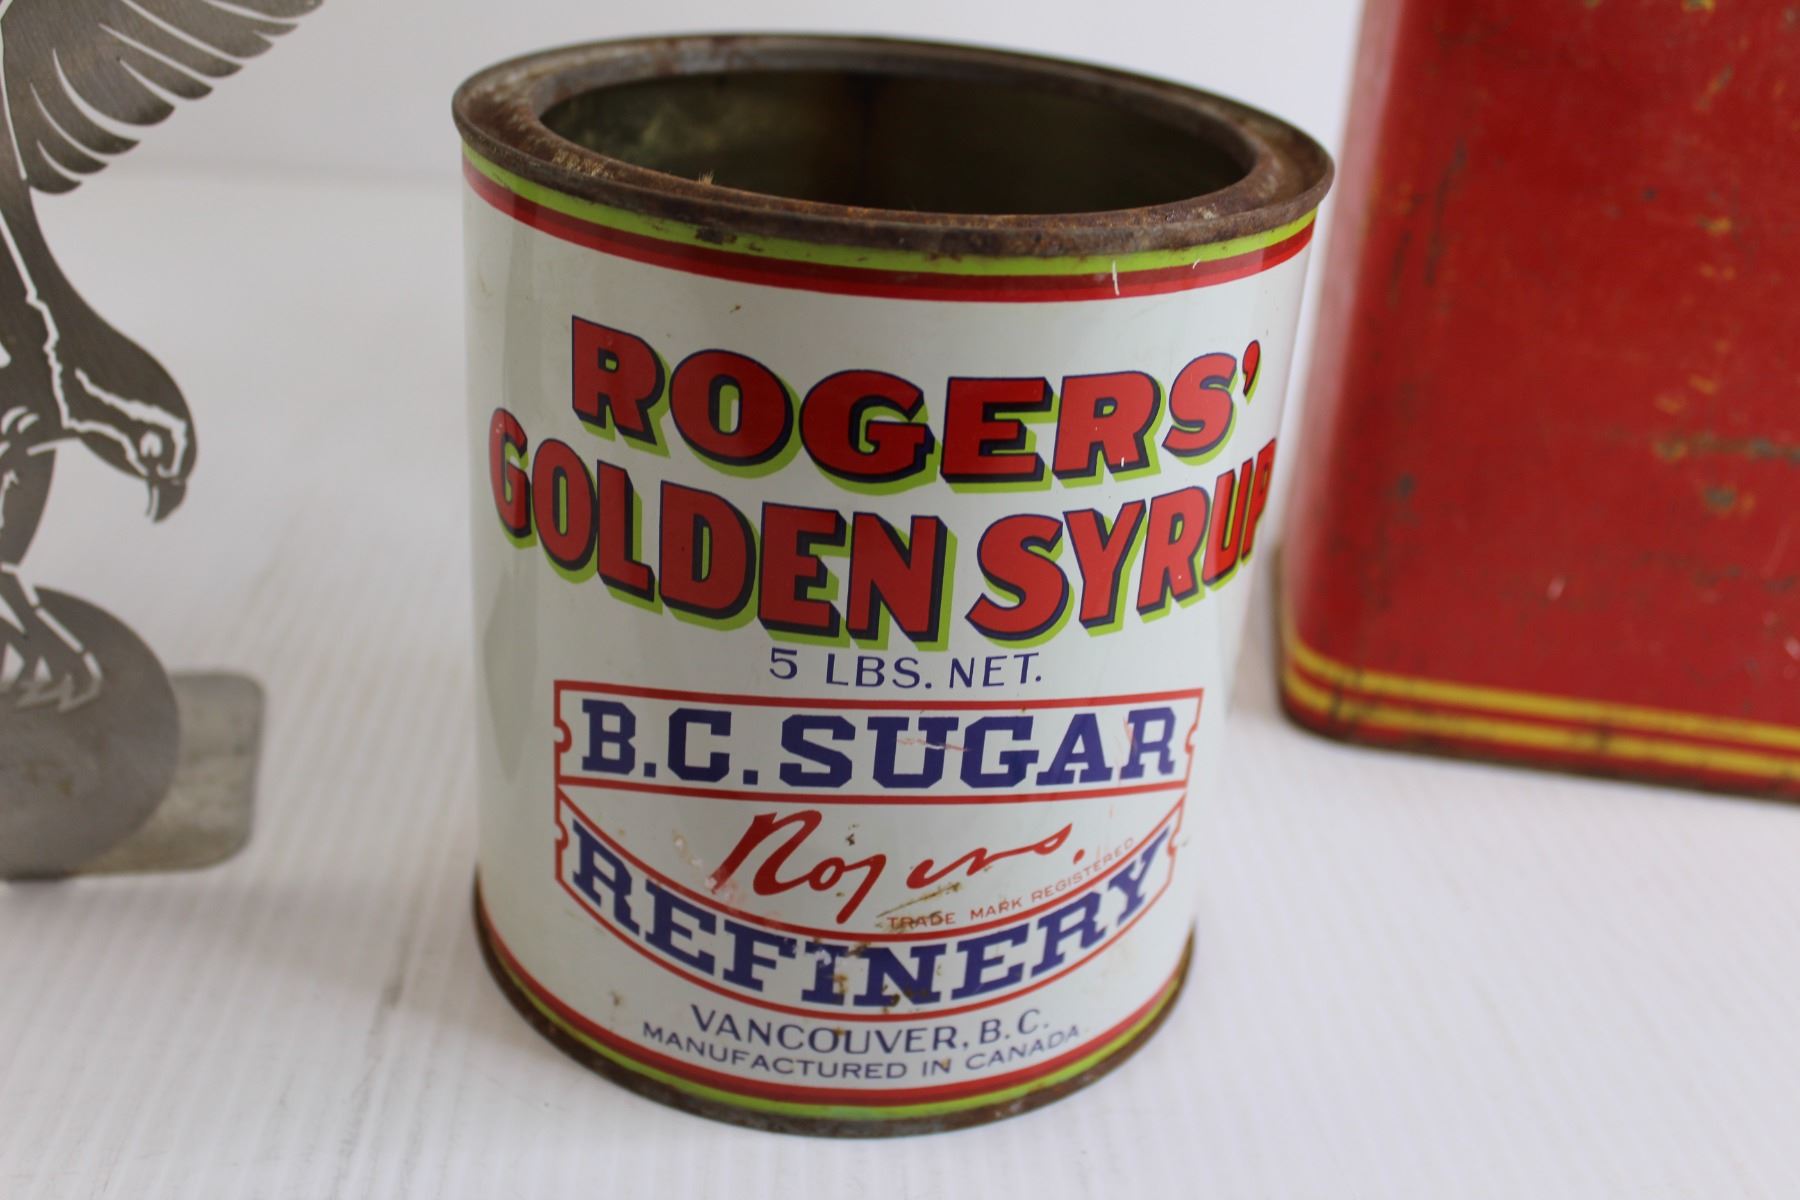 ROGERS'
GOLDEN SYRUP
5 LBS. NET.
B.C. SUGAR
Rogers.
TRADE MARK REGISTERED
REFINERY
VANCOUVER, B.C.
MANUFACTURED IN CANADA